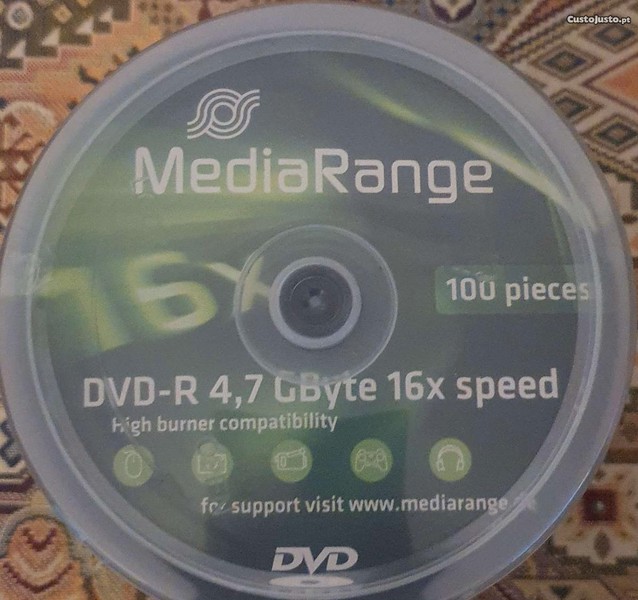 CustoJusto.pt
MediaRange
16x
100 pieces
DVD-R 4,7 GByte 16x speed
High burner compatibility
for support visit www.mediarange.
DVD